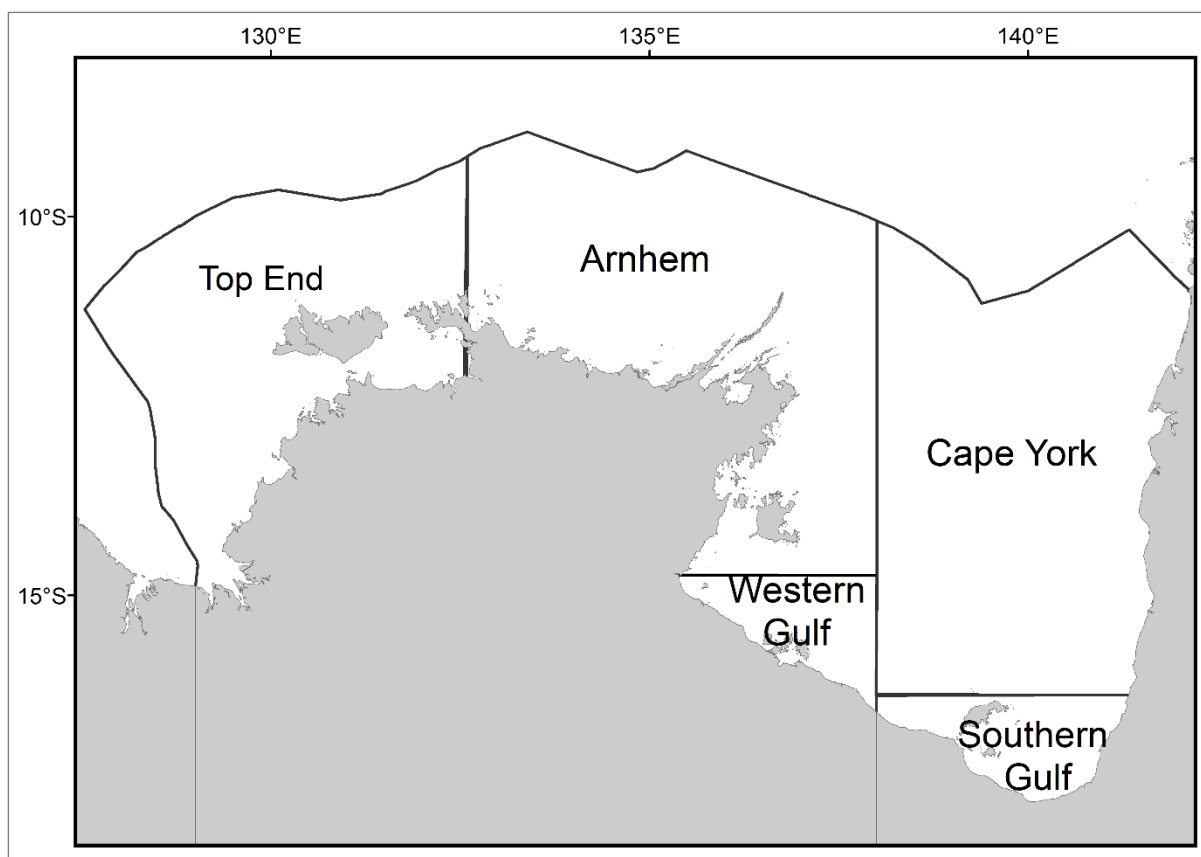 130°E
135°E
140°E
10°S
Top End
Arnhem
Cape York
15°S
Western
Gulf
Southern
Gulf